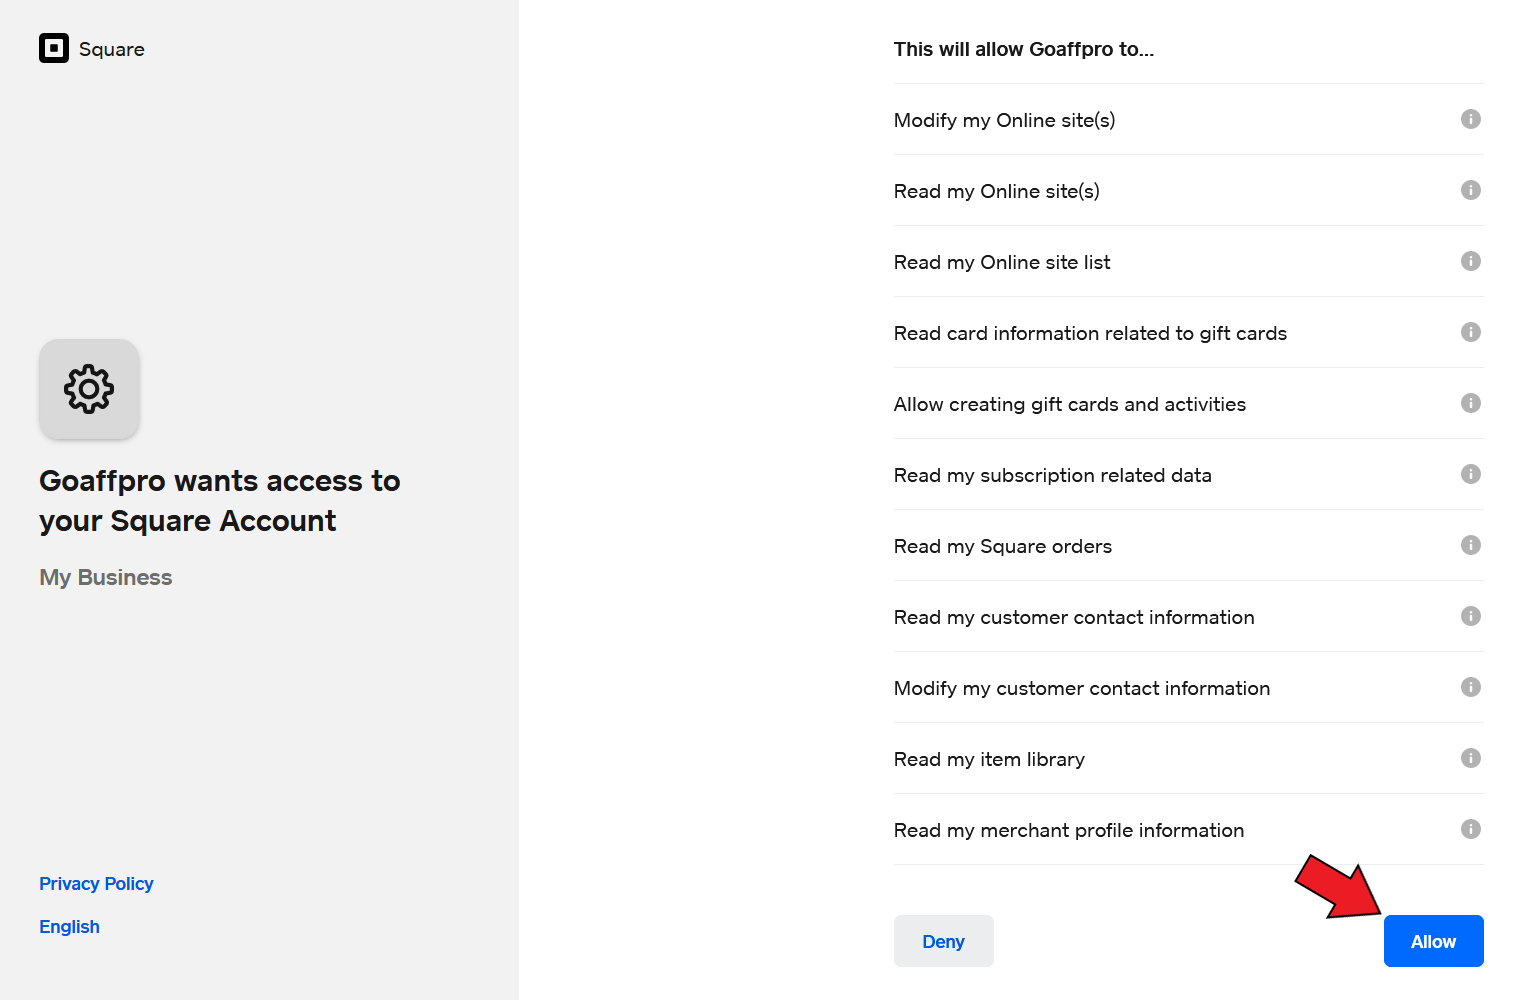 Square
Goaffpro wants access to
your Square Account
My Business
Privacy Policy
English
This will allow Goaffpro to...
Modify my Online site(s)
Read my Online site(s)
Read my Online site list
Read card information related to gift cards
Allow creating gift cards and activities
Read my subscription related data
Read my Square orders
Read my customer contact information
Modify my customer contact information
Read my item library
Read my merchant profile information
Deny
Allow